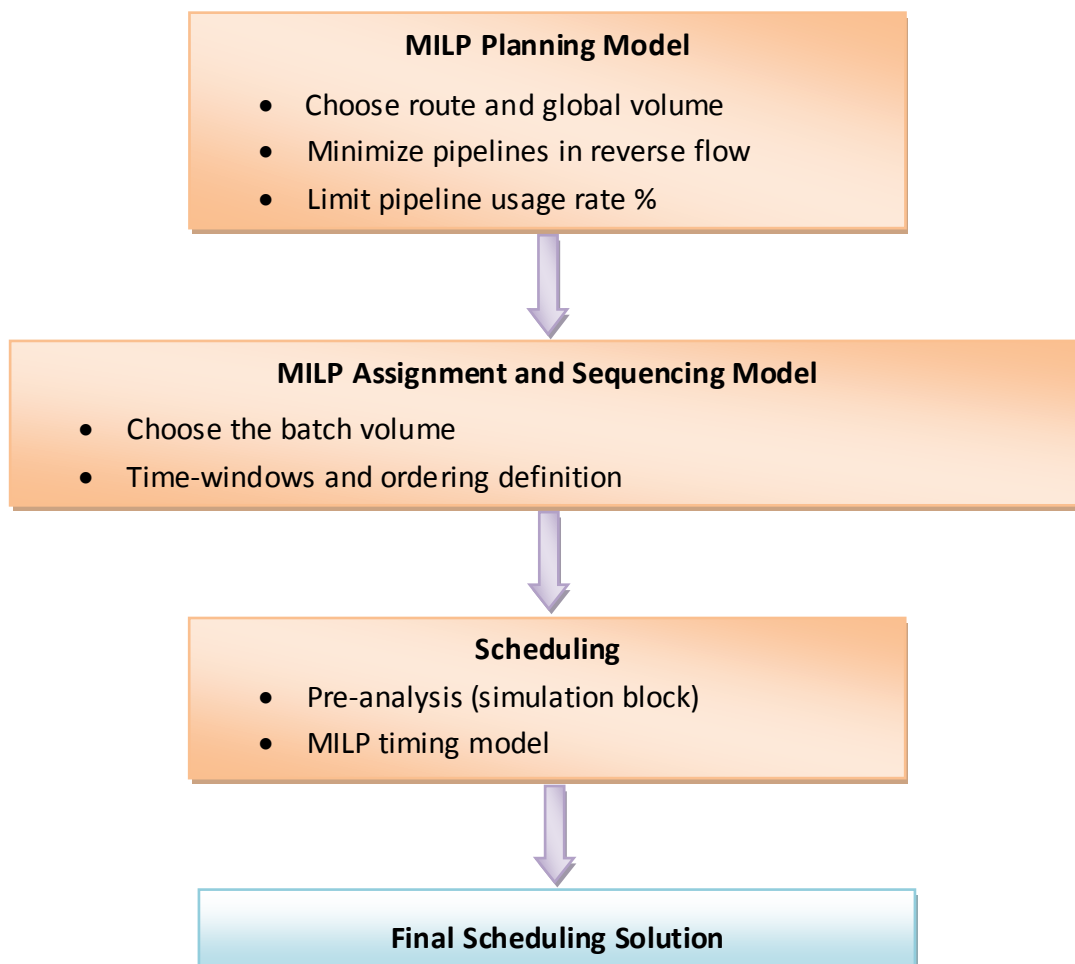 MILP Planning Model
• Choose route and global volume
• Minimize pipelines in reverse flow
• Limit pipeline usage rate %
MILP Assignment and Sequencing Model
• Choose the batch volume
• Time-windows and ordering definition
Scheduling
• Pre-analysis (simulation block)
• MILP timing model
Final Scheduling Solution